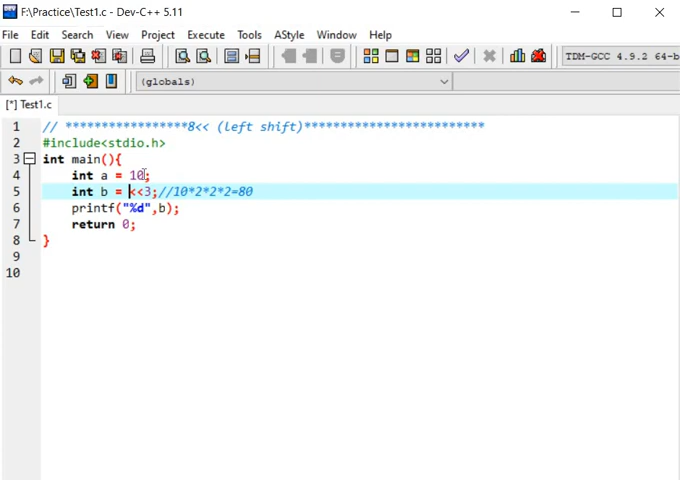 F:\Practice\Test1.c - Dev-C++ 5.11
File Edit Search View Project Execute Tools AStyle Window Help
TDM-GCC 4.9.2 64-b
(globals)
[*] Test1.c
1 // *****************8<< (left shift)*************************
2 #include<stdio.h>
3 int main(){
4 int a = 10;
5 int b = <<3;//10*2*2*2=80
6 printf("%d",b);
7 return 0;
8 }
9
10